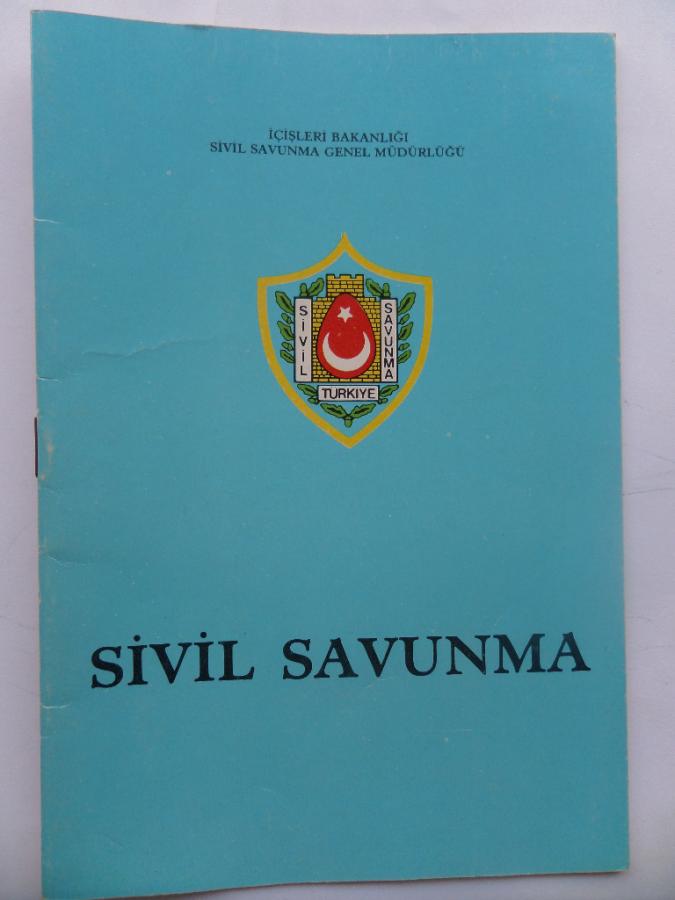 İÇİŞLERİ BAKANLIĞI
SİVİL SAVUNMA GENEL MÜDÜRLÜĞÜ
SİVİL
SAVUNMA
TÜRKİYE
SİVİL SAVUNMA